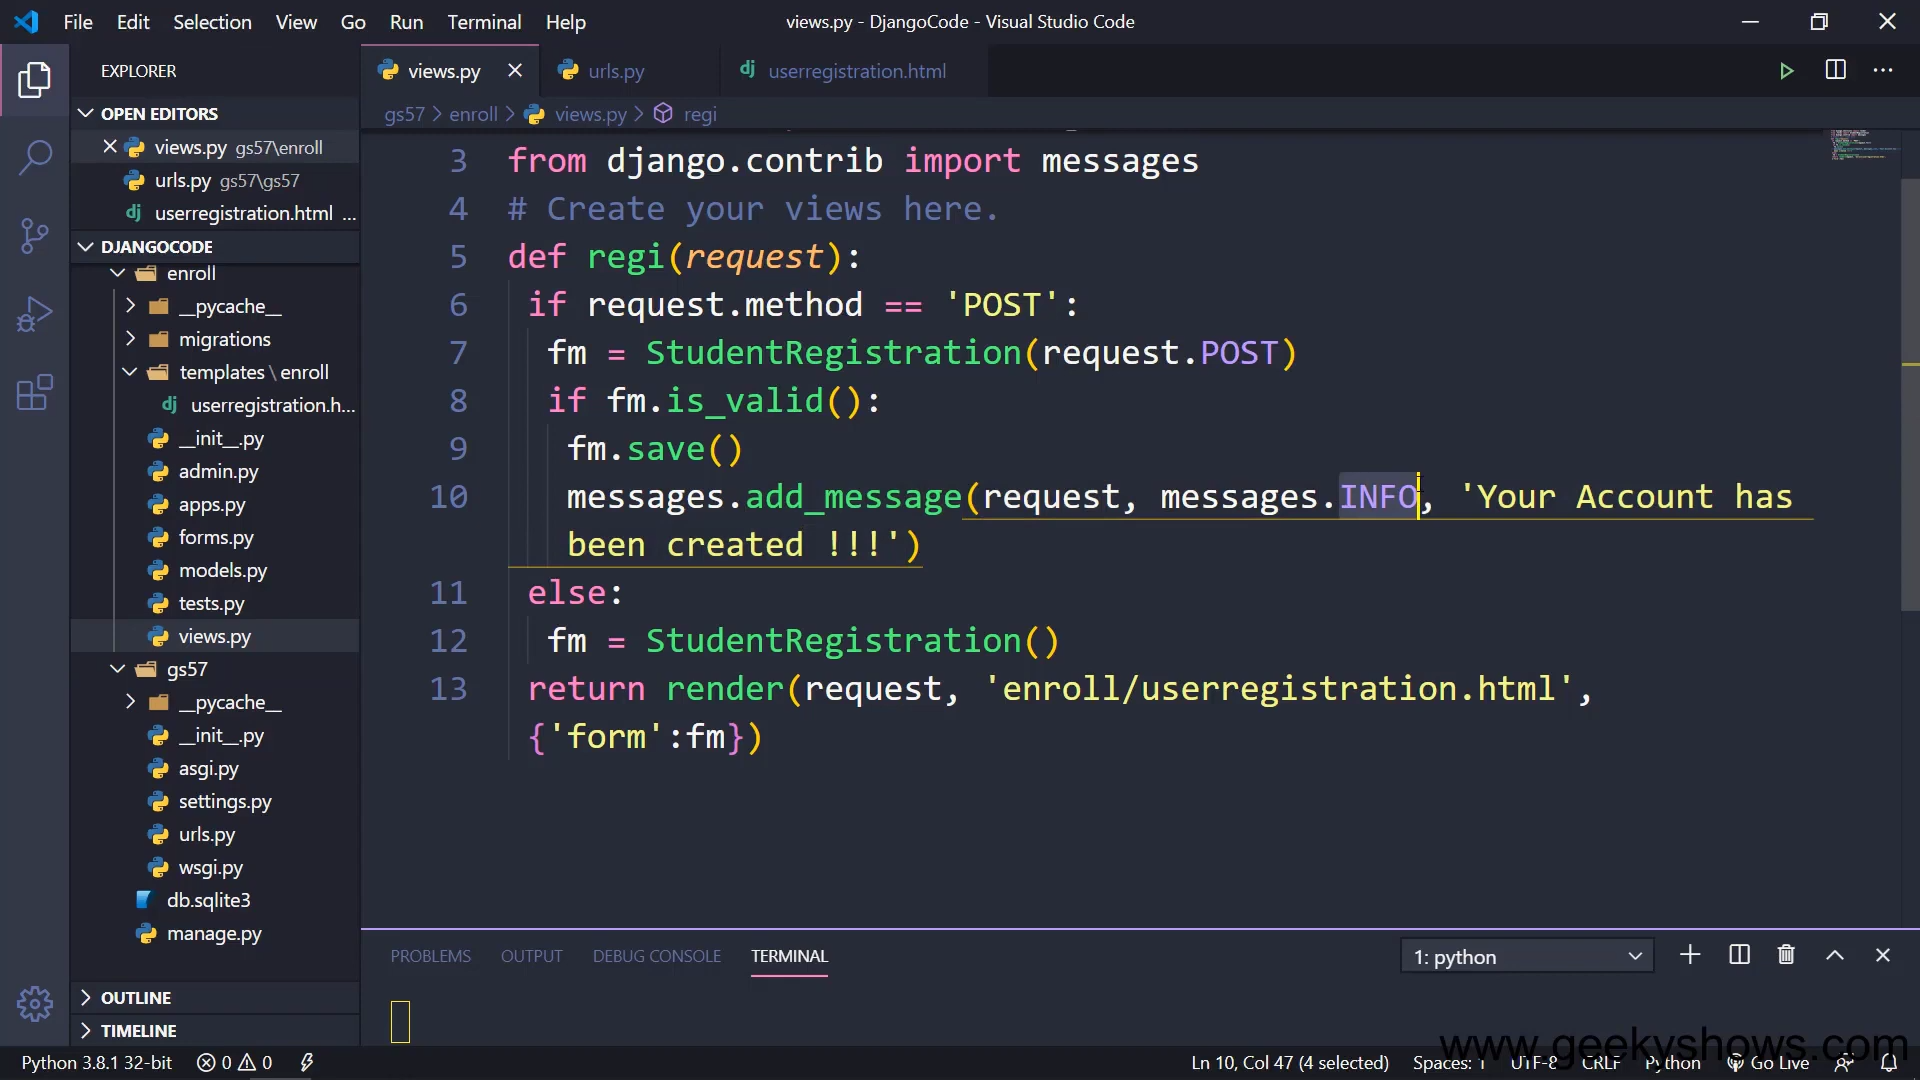 File Edit Selection View Go Run Terminal Help
views.py - DjangoCode - Visual Studio Code
EXPLORER
OPEN EDITORS
views.py gs57\enroll
urls.py gs57\gs57
userregistration.html ...
DJANGOCODE
enroll
__pycache__
migrations
templates \ enroll
userregistration.h...
__init__.py
admin.py
apps.py
forms.py
models.py
tests.py
views.py
gs57
__pycache__
__init__.py
asgi.py
settings.py
urls.py
wsgi.py
db.sqlite3
manage.py
OUTLINE
TIMELINE
views.py urls.py userregistration.html
gs57 > enroll > views.py > regi
3 from django.contrib import messages
4 # Create your views here.
5 def regi(request):
6 if request.method == 'POST':
7 fm = StudentRegistration(request.POST)
8 if fm.is_valid():
9 fm.save()
10 messages.add_message(request, messages.INFO, 'Your Account has
been created !!!')
11 else:
12 fm = StudentRegistration()
13 return render(request, 'enroll/userregistration.html',
{'form':fm})
PROBLEMS OUTPUT DEBUG CONSOLE TERMINAL
1: python
www.geekyshows.com
Python 3.8.1 32-bit 0 0
Ln 10, Col 47 (4 selected) Spaces: 1 UTF-8 CRLF Python Go Live